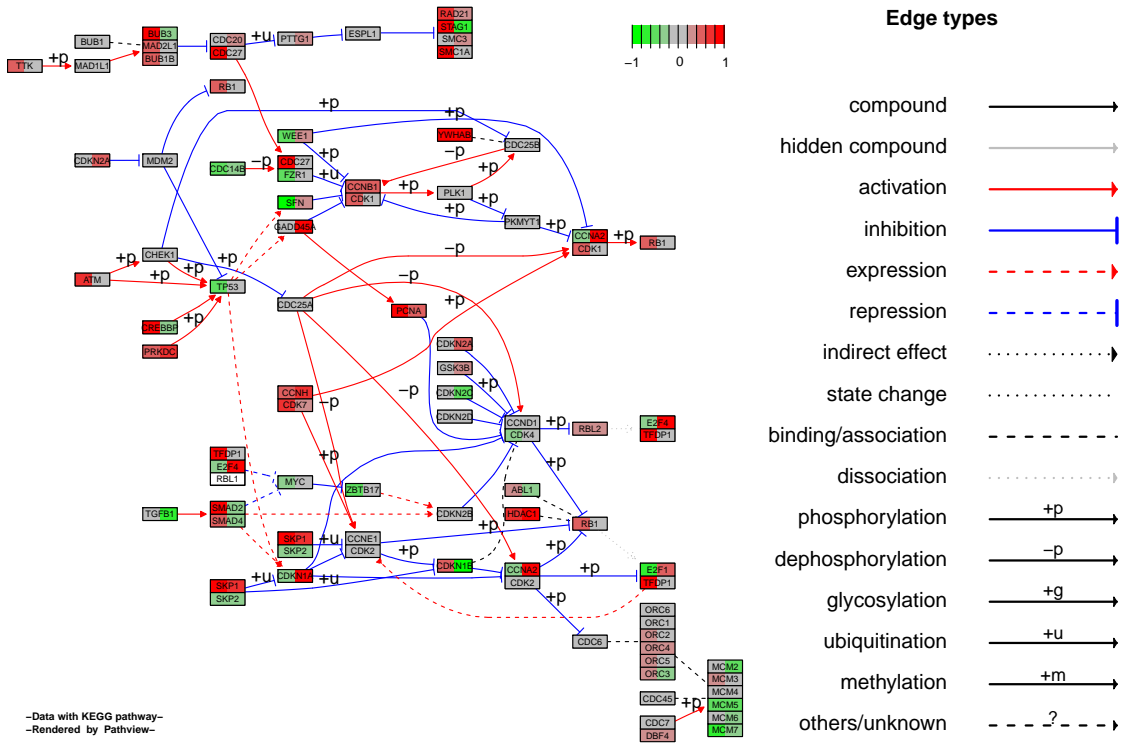 Edge types
−1 0 1
compound
hidden compound
activation
inhibition
expression
repression
indirect effect
state change
binding/association
dissociation
phosphorylation +p
dephosphorylation −p
glycosylation +g
ubiquitination +u
methylation +m
others/unknown ?
TTK
+p
MAD1L1
BUB1
BUB3
MAD2L1
BUB1B
CDC20
CDC27
+u
PTTG1
ESPL1
RAD21
STAG1
SMC3
SMC1A
RB1
CDKN2A
MDM2
CDC14B
−p
WEE1
CDC27
FZR1
SFN
GADD45A
+p
+p
+u
CCNB1
CDK1
+p
+p
YWHAB
CDC25B
−p
+p
PLK1
+p
+p
PKMYT1
+p
CCNA2
CDK1
+p
RB1
CHEK1
+p
+p
+p
ATM
TP53
CREBBP
+p
PRKDC
CDC25A
−p
−p
+p
PCNA
CDKN2A
GSK3B
+p
CDKN2C
CDKN2D
CCNH
CDK7
−p
−p
CCND1
CDK4
+p
RBL2
E2F4
TFDP1
+p
TFDP1
E2F4
RBL1
MYC
ZBTB17
TGFB1
SMAD2
SMAD4
CDKN2B
ABL1
HDAC1
RB1
+p
SKP1
SKP2
+u
CCNE1
CDK2
+p
+p
SKP1
SKP2
+u
CDKN1A
+u
CDKN1B
CCNA2
CDK2
+p
+p
E2F1
TFDP1
CDC6
ORC6
ORC1
ORC2
ORC4
ORC5
ORC3
CDC45
CDC7
DBF4
+p
MCM2
MCM3
MCM4
MCM5
MCM6
MCM7
−Data with KEGG pathway−
−Rendered by Pathview−